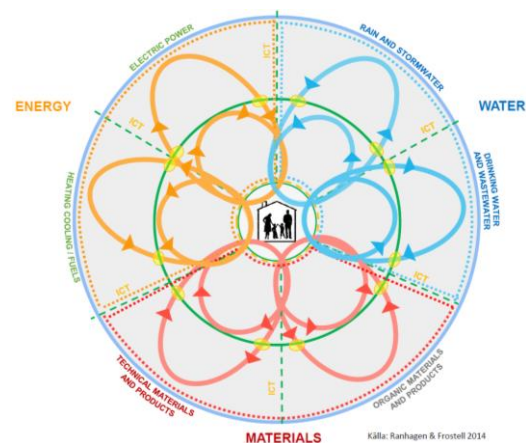 ELECTRIC POWER
RAIN AND STORMWATER
ICT
ENERGY
WATER
ICT
ICT
HEATING COOLING / FUELS
DRINKING WATER
AND WASTEWATER
ICT
ICT
TECHNICAL MATERIALS
AND PRODUCTS
ICT
ORGANIC MATERIALS
AND PRODUCTS
MATERIALS
Källa: Ranhagen & Frostell 2014